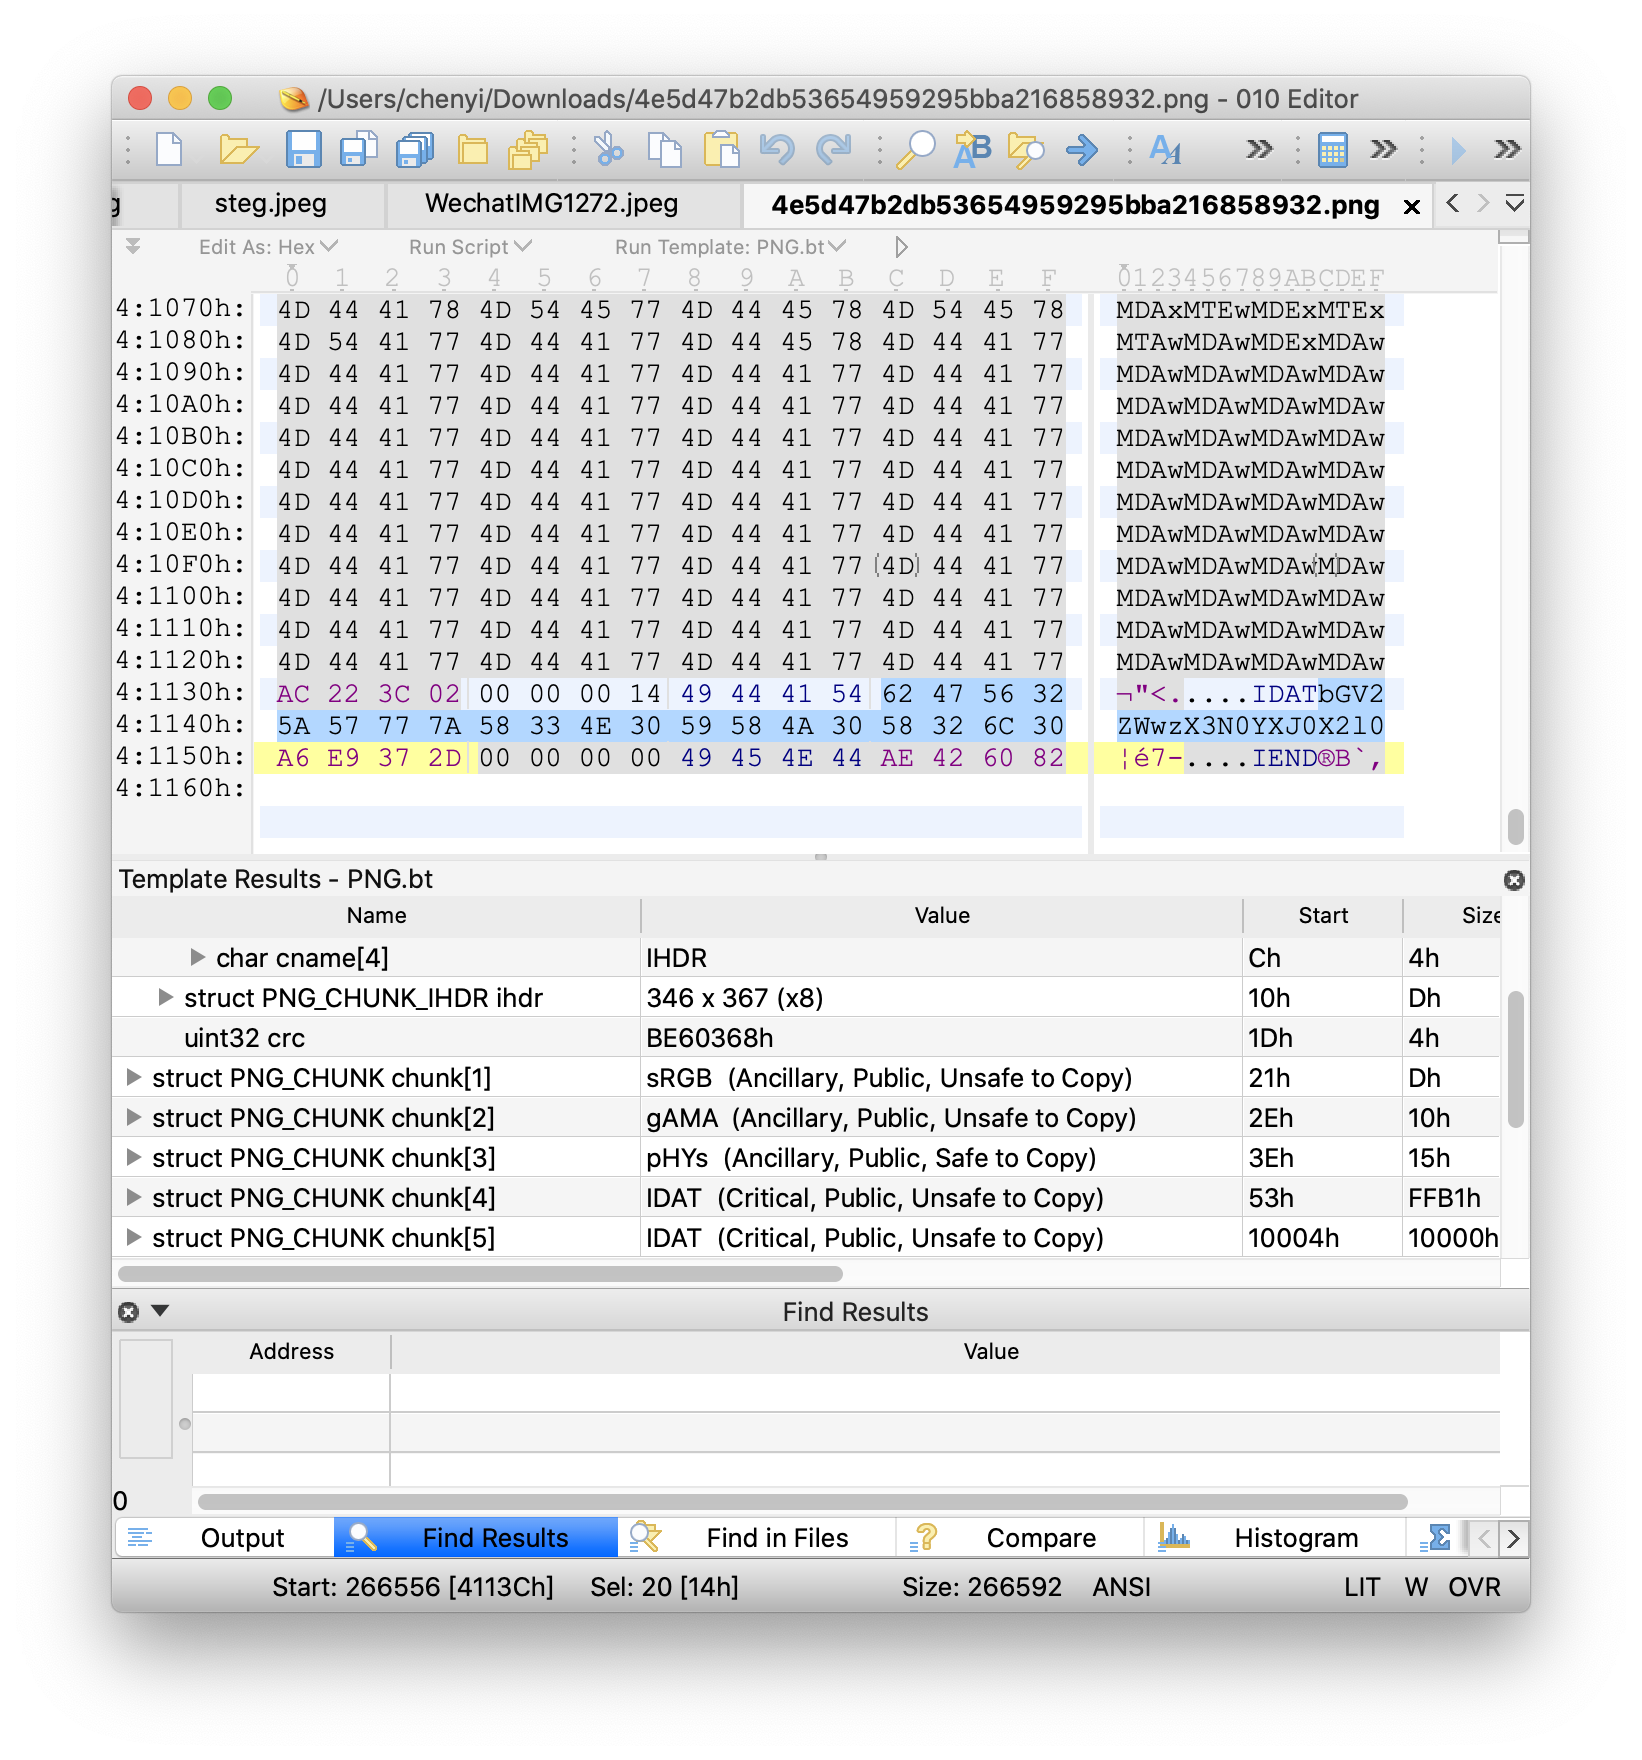 /Users/chenyi/Downloads/4e5d47b2db53654959295bba216858932.png - 010 Editor
g steg.jpeg WechatIMG1272.jpeg 4e5d47b2db53654959295bba216858932.png
Edit As: Hex Run Script Run Template: PNG.bt
0 1 2 3 4 5 6 7 8 9 A B C D E F 0123456789ABCDEF
4:1070h: 4D 44 41 78 4D 54 45 77 4D 44 45 78 4D 54 45 78 MDAxMTEwMDExMTEx
4:1080h: 4D 54 41 77 4D 44 41 77 4D 44 45 78 4D 44 41 77 MTAwMDAwMDExMDAw
4:1090h: 4D 44 41 77 4D 44 41 77 4D 44 41 77 4D 44 41 77 MDAwMDAwMDAwMDAw
4:10A0h: 4D 44 41 77 4D 44 41 77 4D 44 41 77 4D 44 41 77 MDAwMDAwMDAwMDAw
4:10B0h: 4D 44 41 77 4D 44 41 77 4D 44 41 77 4D 44 41 77 MDAwMDAwMDAwMDAw
4:10C0h: 4D 44 41 77 4D 44 41 77 4D 44 41 77 4D 44 41 77 MDAwMDAwMDAwMDAw
4:10D0h: 4D 44 41 77 4D 44 41 77 4D 44 41 77 4D 44 41 77 MDAwMDAwMDAwMDAw
4:10E0h: 4D 44 41 77 4D 44 41 77 4D 44 41 77 4D 44 41 77 MDAwMDAwMDAwMDAw
4:10F0h: 4D 44 41 77 4D 44 41 77 4D 44 41 77 4D 44 41 77 MDAwMDAwMDAwMDAw
4:1100h: 4D 44 41 77 4D 44 41 77 4D 44 41 77 4D 44 41 77 MDAwMDAwMDAwMDAw
4:1110h: 4D 44 41 77 4D 44 41 77 4D 44 41 77 4D 44 41 77 MDAwMDAwMDAwMDAw
4:1120h: 4D 44 41 77 4D 44 41 77 4D 44 41 77 4D 44 41 77 MDAwMDAwMDAwMDAw
4:1130h: AC 22 3C 02 00 00 00 14 49 44 41 54 62 47 56 32 ¬"<.....IDATbGV2
4:1140h: 5A 57 77 7A 58 33 4E 30 59 58 4A 30 58 32 6C 30 ZWwzX3N0YXJ0X2l0
4:1150h: A6 E9 37 2D 00 00 00 00 49 45 4E 44 AE 42 60 82 ¦é7-....IEND®B`‚
4:1160h:
Template Results - PNG.bt
Name Value Start Size
char cname[4] IHDR Ch 4h
struct PNG_CHUNK_IHDR ihdr 346 x 367 (x8) 10h Dh
uint32 crc BE60368h 1Dh 4h
struct PNG_CHUNK chunk[1] sRGB (Ancillary, Public, Unsafe to Copy) 21h Dh
struct PNG_CHUNK chunk[2] gAMA (Ancillary, Public, Unsafe to Copy) 2Eh 10h
struct PNG_CHUNK chunk[3] pHYs (Ancillary, Public, Safe to Copy) 3Eh 15h
struct PNG_CHUNK chunk[4] IDAT (Critical, Public, Unsafe to Copy) 53h FFB1h
struct PNG_CHUNK chunk[5] IDAT (Critical, Public, Unsafe to Copy) 10004h 10000h
Find Results
Address Value
0
Output Find Results Find in Files Compare Histogram
Start: 266556 [4113Ch] Sel: 20 [14h] Size: 266592 ANSI LIT W OVR